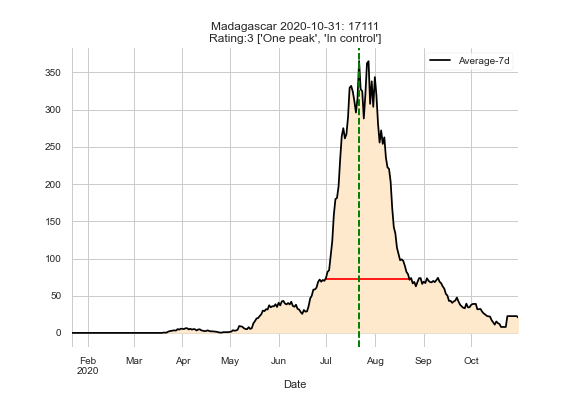 Madagascar 2020-10-31: 17111
Rating:3 ['One peak', 'In control']
Average-7d
350
300
250
200
150
100
50
0
Feb Mar Apr May Jun Jul Aug Sep Oct
2020
Date